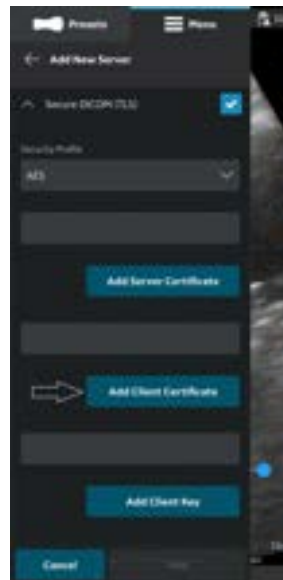 Presets Menu
Add New Server
Secure DICOM (TLS)
Security Profile
AES
Add Server Certificate
Add Client Certificate
Add Client Key
Cancel